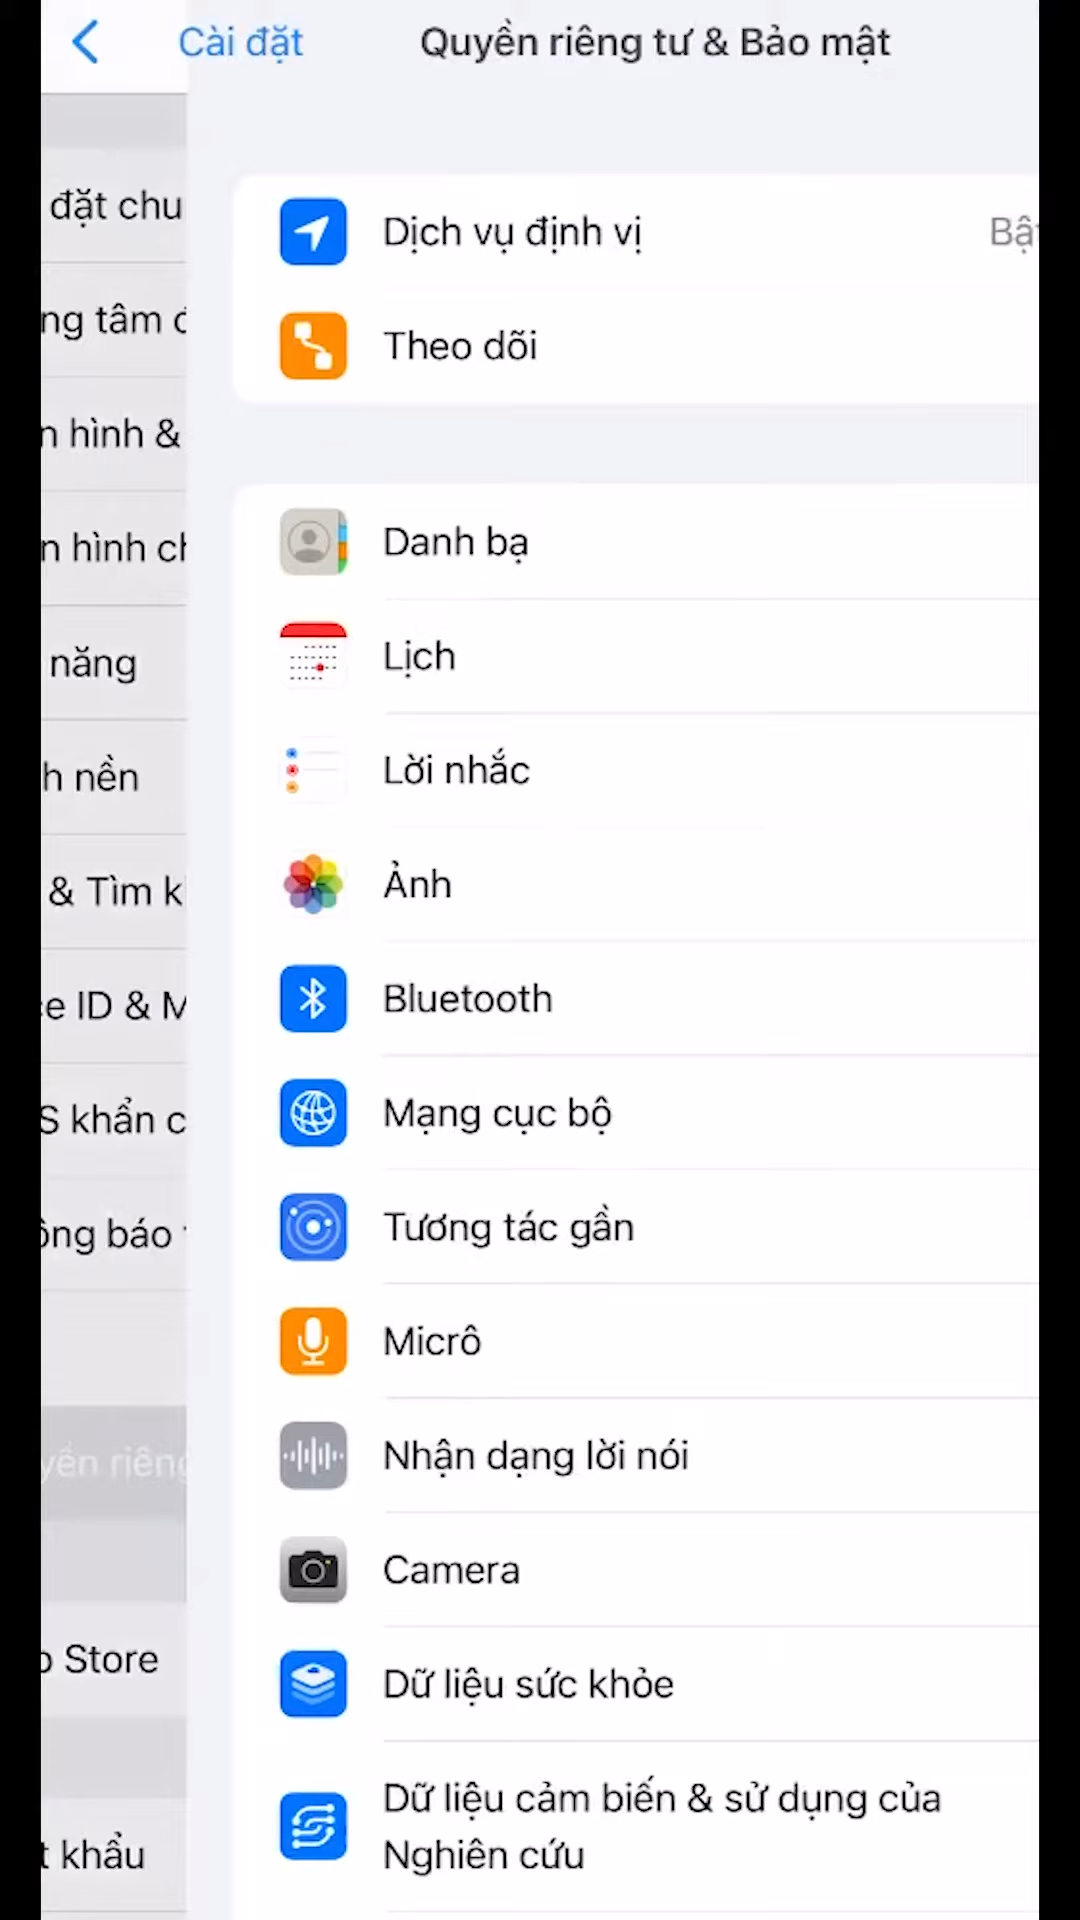 Cài đặt
Quyền riêng tư & Bảo mật
đặt chu
Dịch vụ định vị
ng tâm
Theo dõi
n hình &
Danh bạ
n hình
năng
Lịch
h nền
Lời nhắc
& Tìm k
Ảnh
e ID & M
Bluetooth
S khẩn c
Mạng cục bộ
ông báo
Tương tác gần
Micrô
yền riêng
Nhận dạng lời nói
Camera
Store
Dữ liệu sức khỏe
Dữ liệu cảm biến & sử dụng của
t khẩu
Nghiên cứu